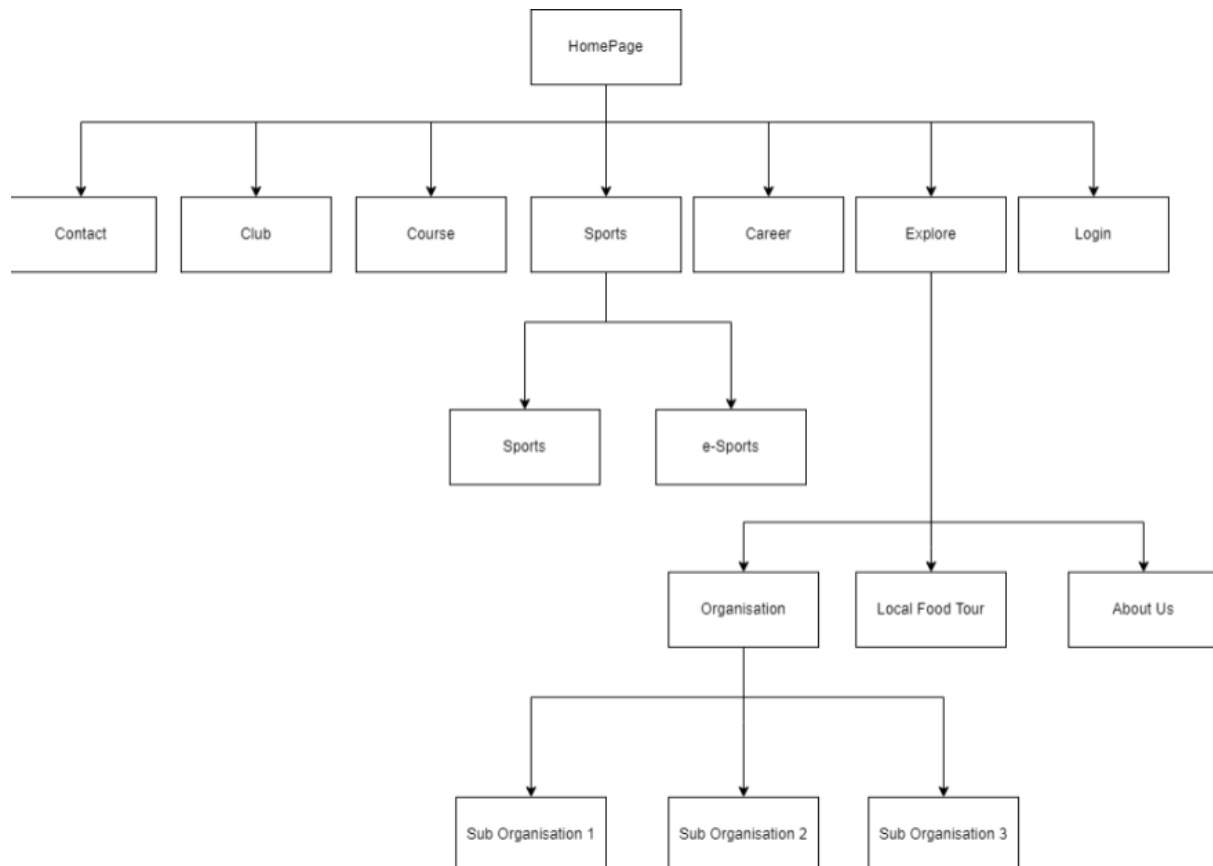 HomePage
Contact
Club
Course
Sports
Career
Explore
Login
Sports
e-Sports
Organisation
Local Food Tour
About Us
Sub Organisation 1
Sub Organisation 2
Sub Organisation 3